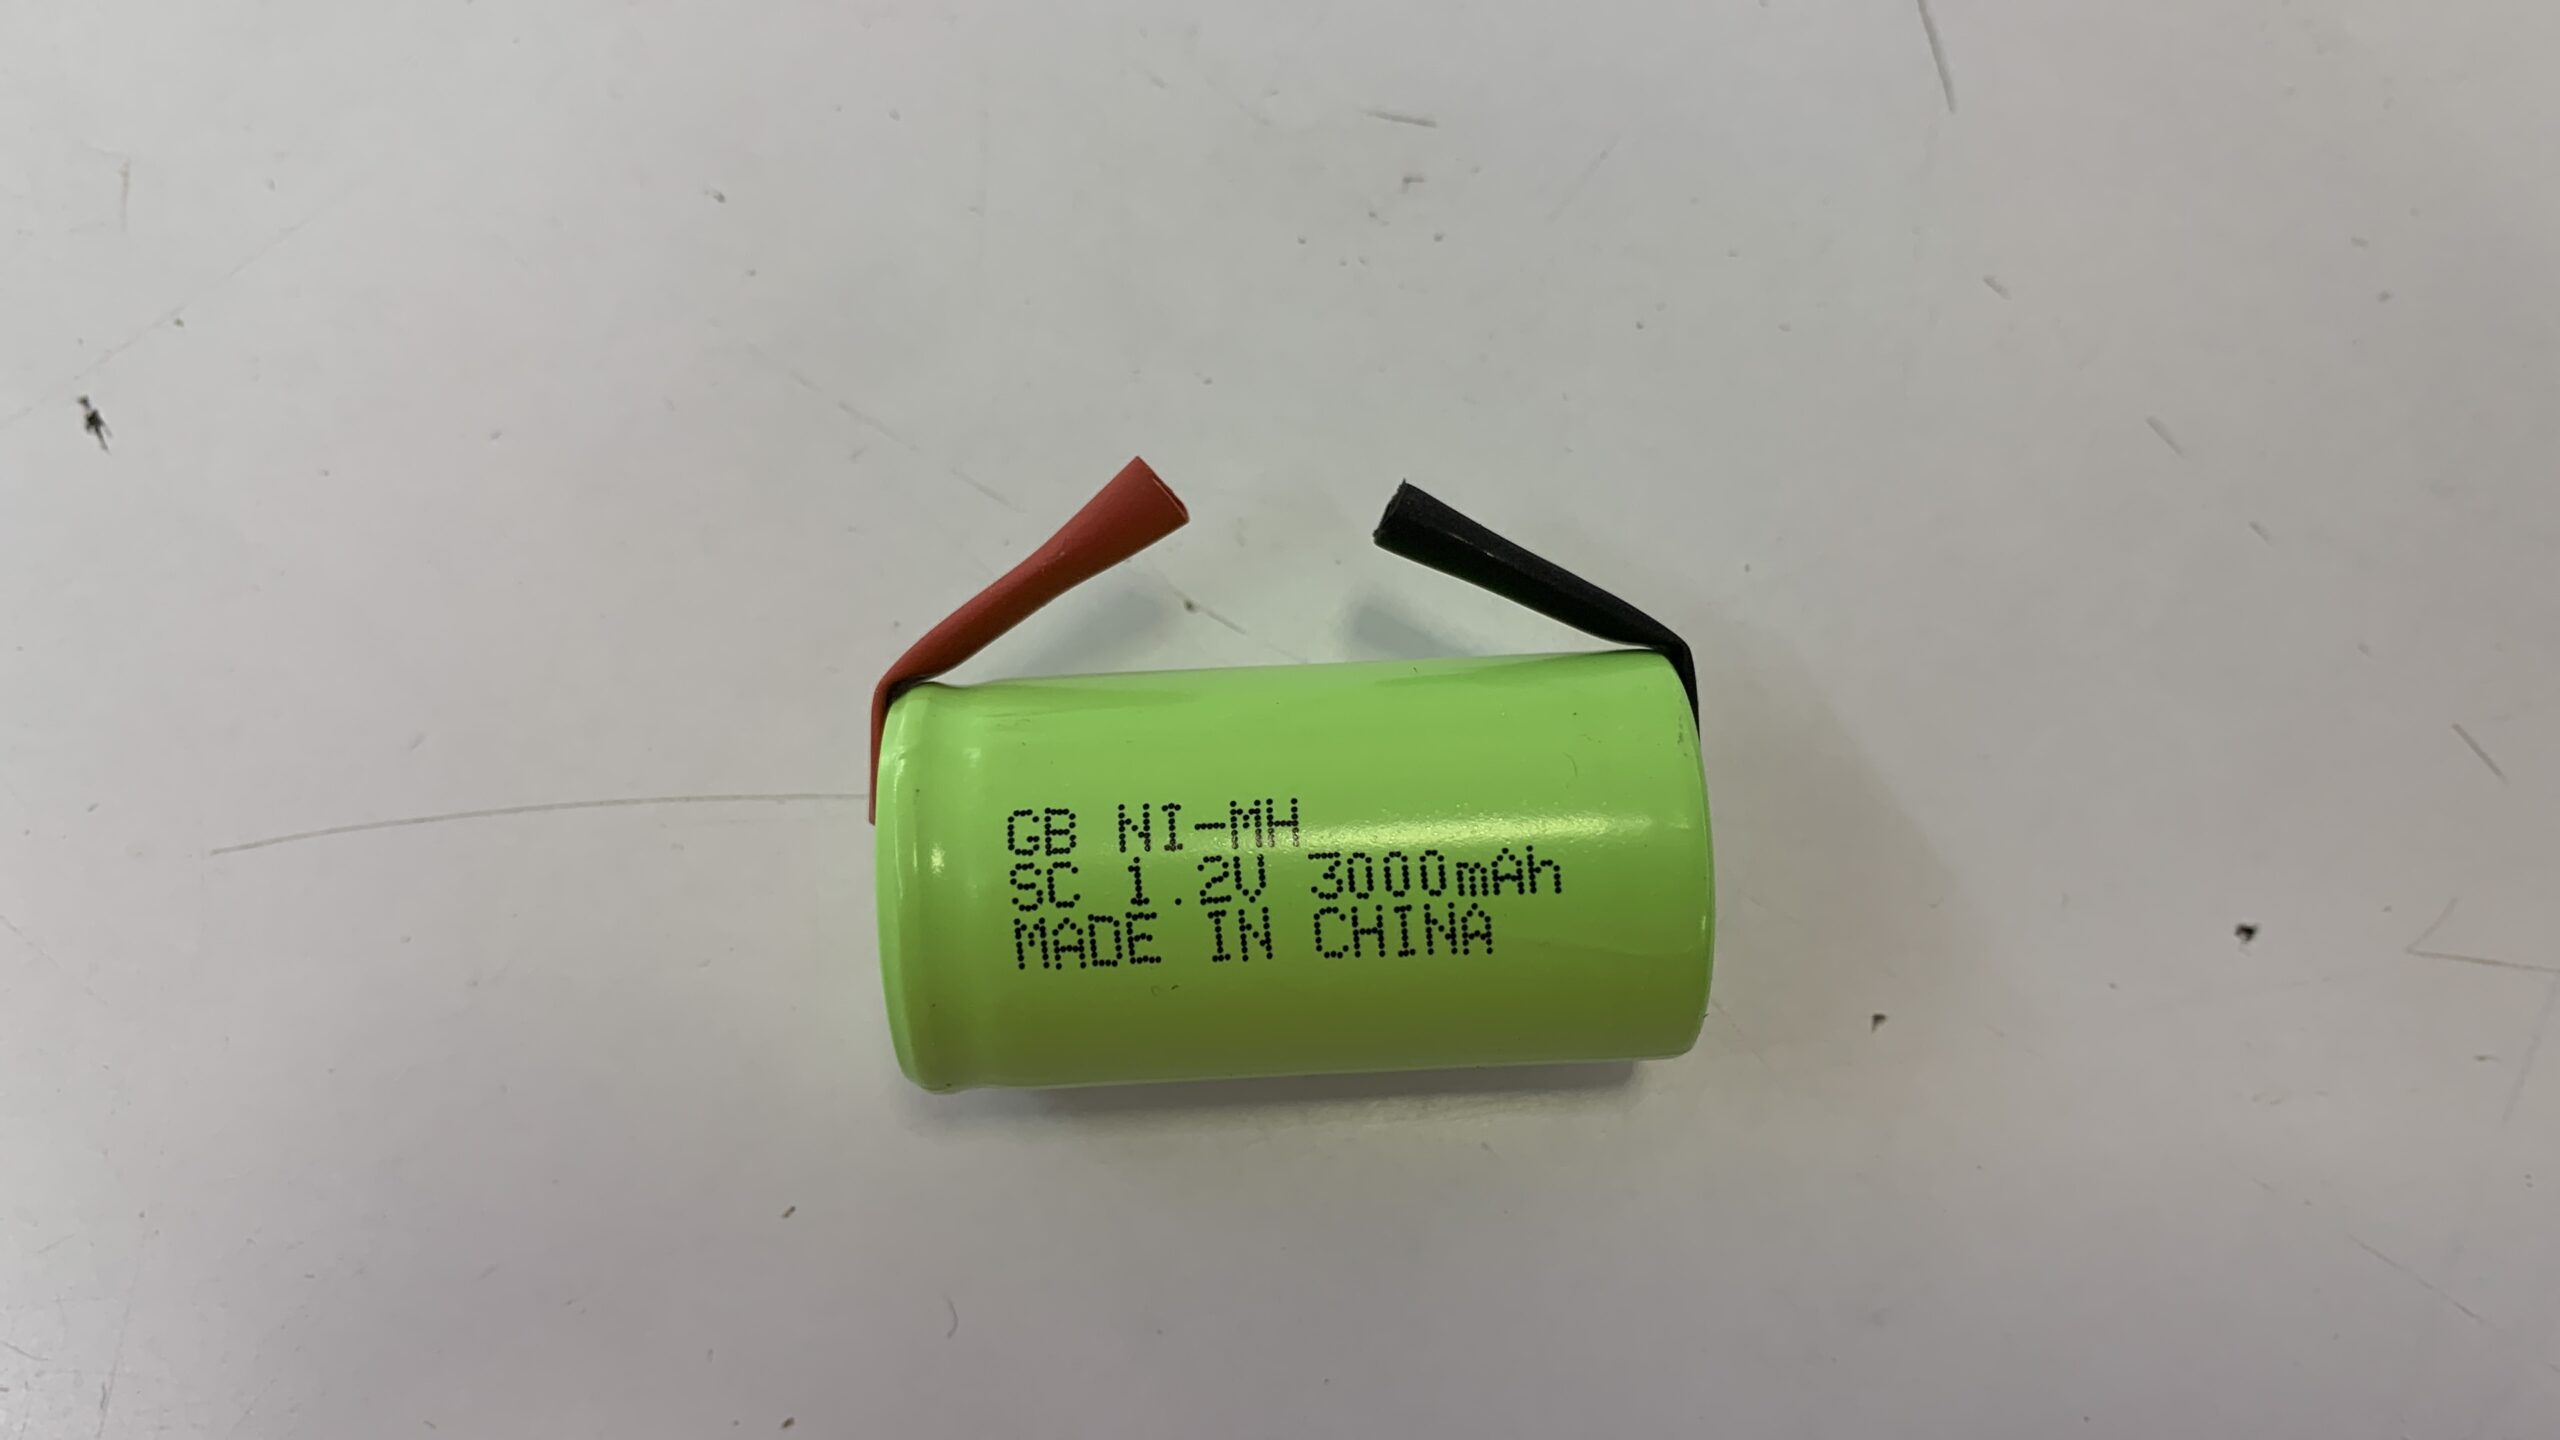 GB NI-MH
SC 1.2V 3000mAh
MADE IN CHINA